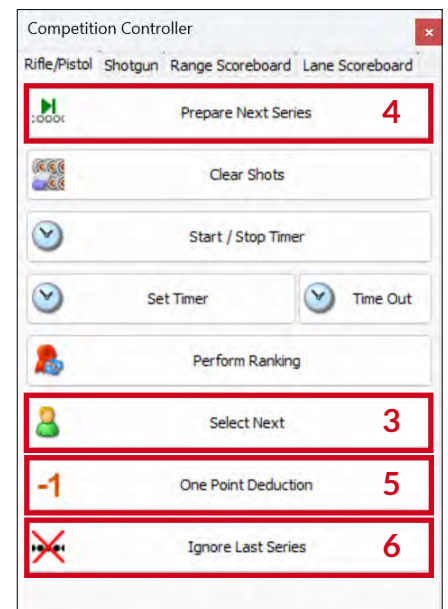 Competition Controller
Rifle/Pistol Shotgun Range Scoreboard Lane Scoreboard
Prepare Next Series 4
Clear Shots
Start / Stop Timer
Set Timer Time Out
Perform Ranking
Select Next 3
-1 One Point Deduction 5
Ignore Last Series 6